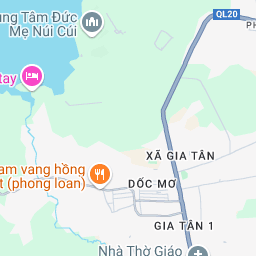 QL20
ung Tâm Đức
Mẹ Núi Cúi
tay
XÃ GIA TÂN
am vang hồng
t (phong loan)
DỐC MƠ
GIA TÂN 1
Nhà Thờ Giáo